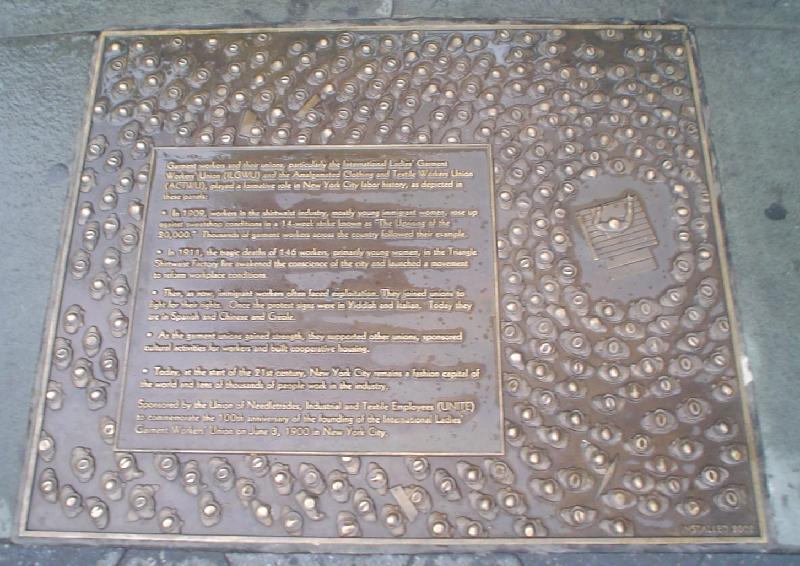 Garment workers and their unions, particularly the International Ladies' Garment
Workers' Union (ILGWU) and the Amalgamated Clothing and Textile Workers Union
(ACTWU), played a formative role in New York City labor history, as depicted in
these panels:
• In 1909, workers in the shirtwaist industry, mostly young immigrant women, rose up
against sweatshop conditions in a 14-week strike known as "The Uprising of the
20,000." Thousands of garment workers across the country followed their example.
• In 1911, the tragic deaths of 146 workers, primarily young women, in the Triangle
Shirtwaist Factory fire stirred the conscience of the city and launched a movement
to reform workplace conditions.
• Then as now, immigrant workers often faced exploitation. They joined unions to
fight for their rights. Once the protest signs were in Yiddish and Italian. Today they
are in Spanish and Chinese and Creole.
• As the garment unions gained strength, they supported other unions, sponsored
cultural activities for workers and built cooperative housing.
• Today, at the start of the 21st century, New York City remains a fashion capital of
the world and tens of thousands of people work in the industry.
Sponsored by the Union of Needletrades, Industrial and Textile Employees (UNITE)
to commemorate the 100th anniversary of the founding of the International Ladies'
Garment Workers' Union on June 3, 1900 in New York City.
INSTALLED 2002